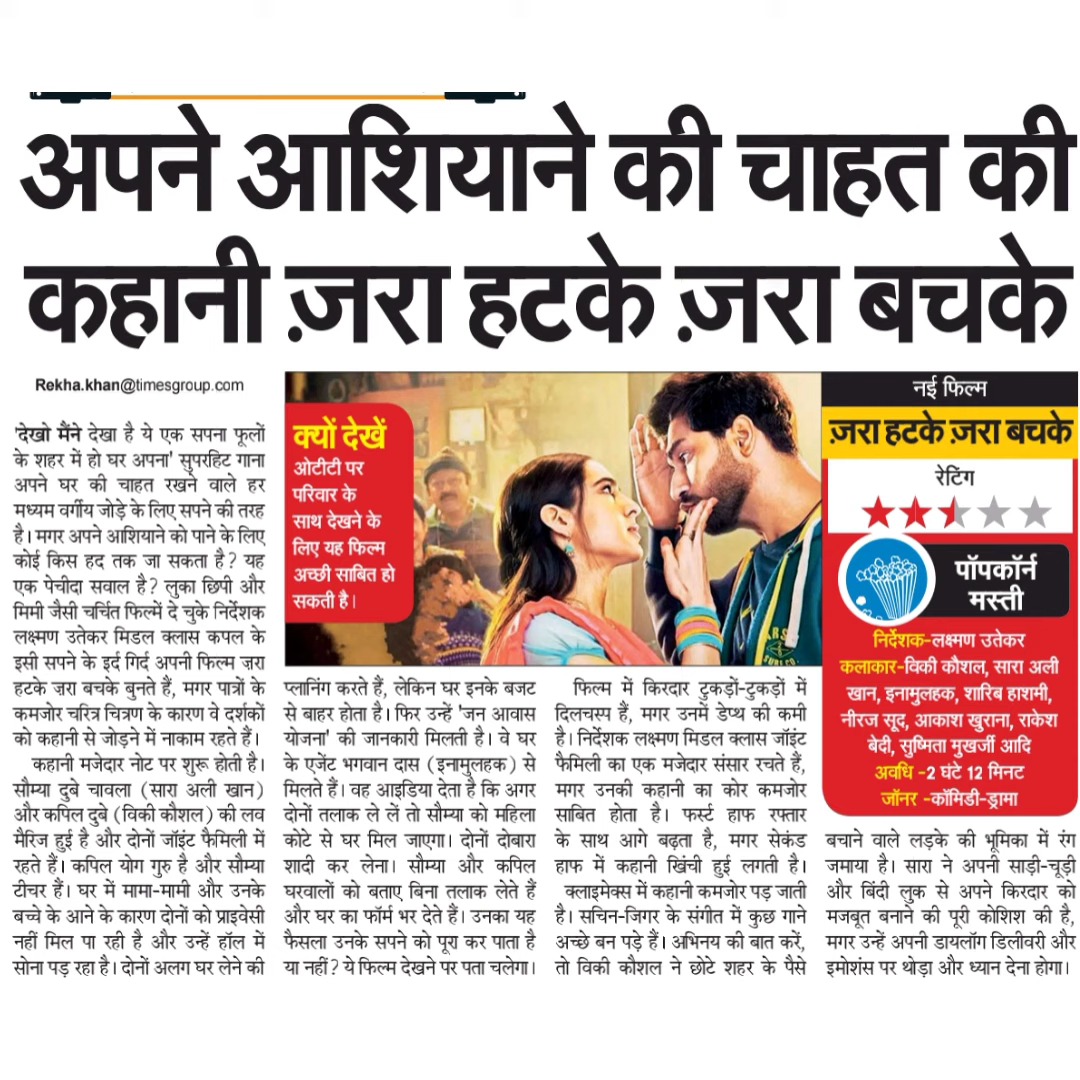 अपने आशियाने की चाहत की
कहानी ज़रा हटके ज़रा बचके
Rekha.khan@timesgroup.com
'देखो मैंने देखा है ये एक सपना फूलों
के शहर में हो घर अपना' सुपरहिट गाना
अपने घर की चाहत रखने वाले हर
मध्यम वर्गीय जोड़े के लिए सपने की तरह
है। मगर अपने आशियाने को पाने के लिए
कोई किस हद तक जा सकता है? यह
एक पेचीदा सवाल है? लुका छिपी और
मिमी जैसी चर्चित फिल्में दे चुके निर्देशक
लक्ष्मण उतेकर मिडल क्लास कपल के
इसी सपने के इर्द गिर्द अपनी फिल्म ज़रा
हटके ज़रा बचके बुनते हैं, मगर पात्रों के
कमजोर चरित्र चित्रण के कारण वे दर्शकों
को कहानी से जोड़ने में नाकाम रहते हैं।
कहानी मजेदार नोट पर शुरू होती है।
सौम्या दुबे चावला (सारा अली खान)
और कपिल दुबे (विकी कौशल) की लव
मैरिज हुई है और दोनों जॉइंट फैमिली में
रहते हैं। कपिल योग गुरु है और सौम्या
टीचर हैं। घर में मामा-मामी और उनके
बच्चे के आने के कारण दोनों को प्राइवेसी
नहीं मिल पा रही है और उन्हें हॉल में
सोना पड़ रहा है। दोनों अलग घर लेने की
क्यों देखें
ओटीटी पर
परिवार के
साथ देखने के
लिए यह फिल्म
अच्छी साबित हो
सकती है।
प्लानिंग करते हैं, लेकिन घर इनके बजट
से बाहर होता है। फिर उन्हें 'जन आवास
योजना' की जानकारी मिलती है। वे घर
के एजेंट भगवान दास (इनामुलहक) से
मिलते हैं। वह आइडिया देता है कि अगर
दोनों तलाक ले लें तो सौम्या को महिला
कोटे से घर मिल जाएगा। दोनों दोबारा
शादी कर लेना। सौम्या और कपिल
घरवालों को बताए बिना तलाक लेते हैं
और घर का फॉर्म भर देते हैं। उनका यह
फैसला उनके सपने को पूरा कर पाता है
या नहीं? ये फिल्म देखने पर पता चलेगा।
फिल्म में किरदार टुकड़ों-टुकड़ों में
दिलचस्प हैं, मगर उनमें डेप्थ की कमी
है। निर्देशक लक्ष्मण मिडल क्लास जॉइंट
फैमिली का एक मजेदार संसार रचते हैं,
मगर उनकी कहानी का कोर कमजोर
साबित होता है। फर्स्ट हाफ रफ्तार
के साथ आगे बढ़ता है, मगर सेकंड
हाफ में कहानी खिंची हुई लगती है।
क्लाइमेक्स में कहानी कमजोर पड़ जाती
है। सचिन-जिगर के संगीत में कुछ गाने
अच्छे बन पड़े हैं। अभिनय की बात करें,
तो विकी कौशल ने छोटे शहर के पैसे
नई फिल्म
ज़रा हटके ज़रा बचके
रेटिंग
पॉपकॉर्न
मस्ती
निर्देशक-लक्ष्मण उतेकर
कलाकार-विकी कौशल, सारा अली
खान, इनामुलहक, शारिब हाशमी,
नीरज सूद, आकाश खुराना, राकेश
बेदी, सुष्मिता मुखर्जी आदि
अवधि -2 घंटे 12 मिनट
जॉनर -कॉमिडी-ड्रामा
बचाने वाले लड़के की भूमिका में रंग
जमाया है। सारा ने अपनी साड़ी-चूड़ी
और बिंदी लुक से अपने किरदार को
मजबूत बनाने की पूरी कोशिश की है,
मगर उन्हें अपनी डायलॉग डिलीवरी और
इमोशंस पर थोड़ा और ध्यान देना होगा।